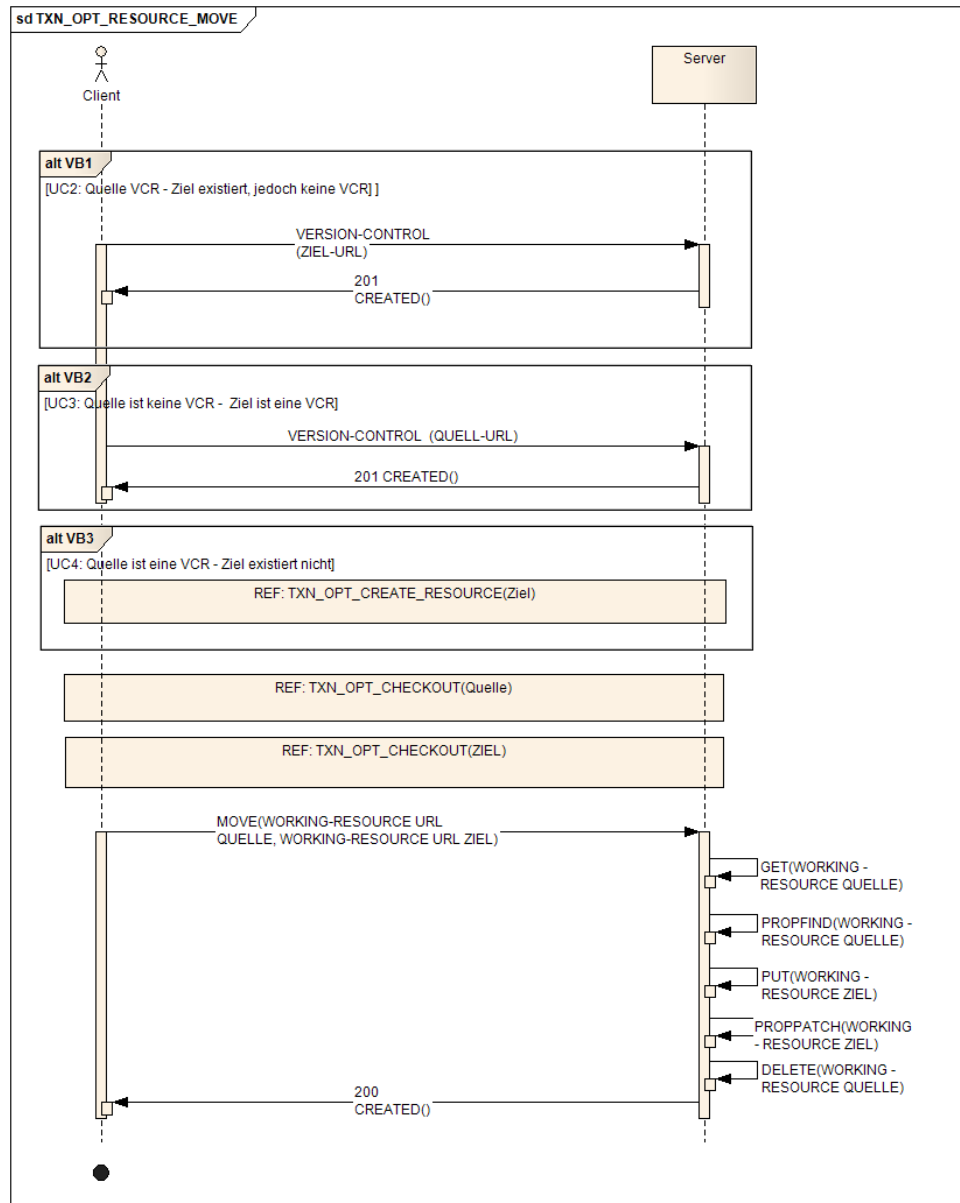 sd TXN_OPT_RESOURCE_MOVE
Client
Server
alt VB1
[UC2: Quelle VCR - Ziel existiert, jedoch keine VCR] ]
VERSION-CONTROL
(ZIEL-URL)
201
CREATED()
alt VB2
[UC3: Quelle ist keine VCR - Ziel ist eine VCR]
VERSION-CONTROL (QUELL-URL)
201 CREATED()
alt VB3
[UC4: Quelle ist eine VCR - Ziel existiert nicht]
REF: TXN_OPT_CREATE_RESOURCE(Ziel)
REF: TXN_OPT_CHECKOUT(Quelle)
REF: TXN_OPT_CHECKOUT(ZIEL)
MOVE(WORKING-RESOURCE URL
QUELLE, WORKING-RESOURCE URL ZIEL)
GET(WORKING -
RESOURCE QUELLE)
PROPFIND(WORKING -
RESOURCE QUELLE)
PUT(WORKING -
RESOURCE ZIEL)
PROPPATCH(WORKING
- RESOURCE ZIEL)
DELETE(WORKING -
RESOURCE QUELLE)
200
CREATED()